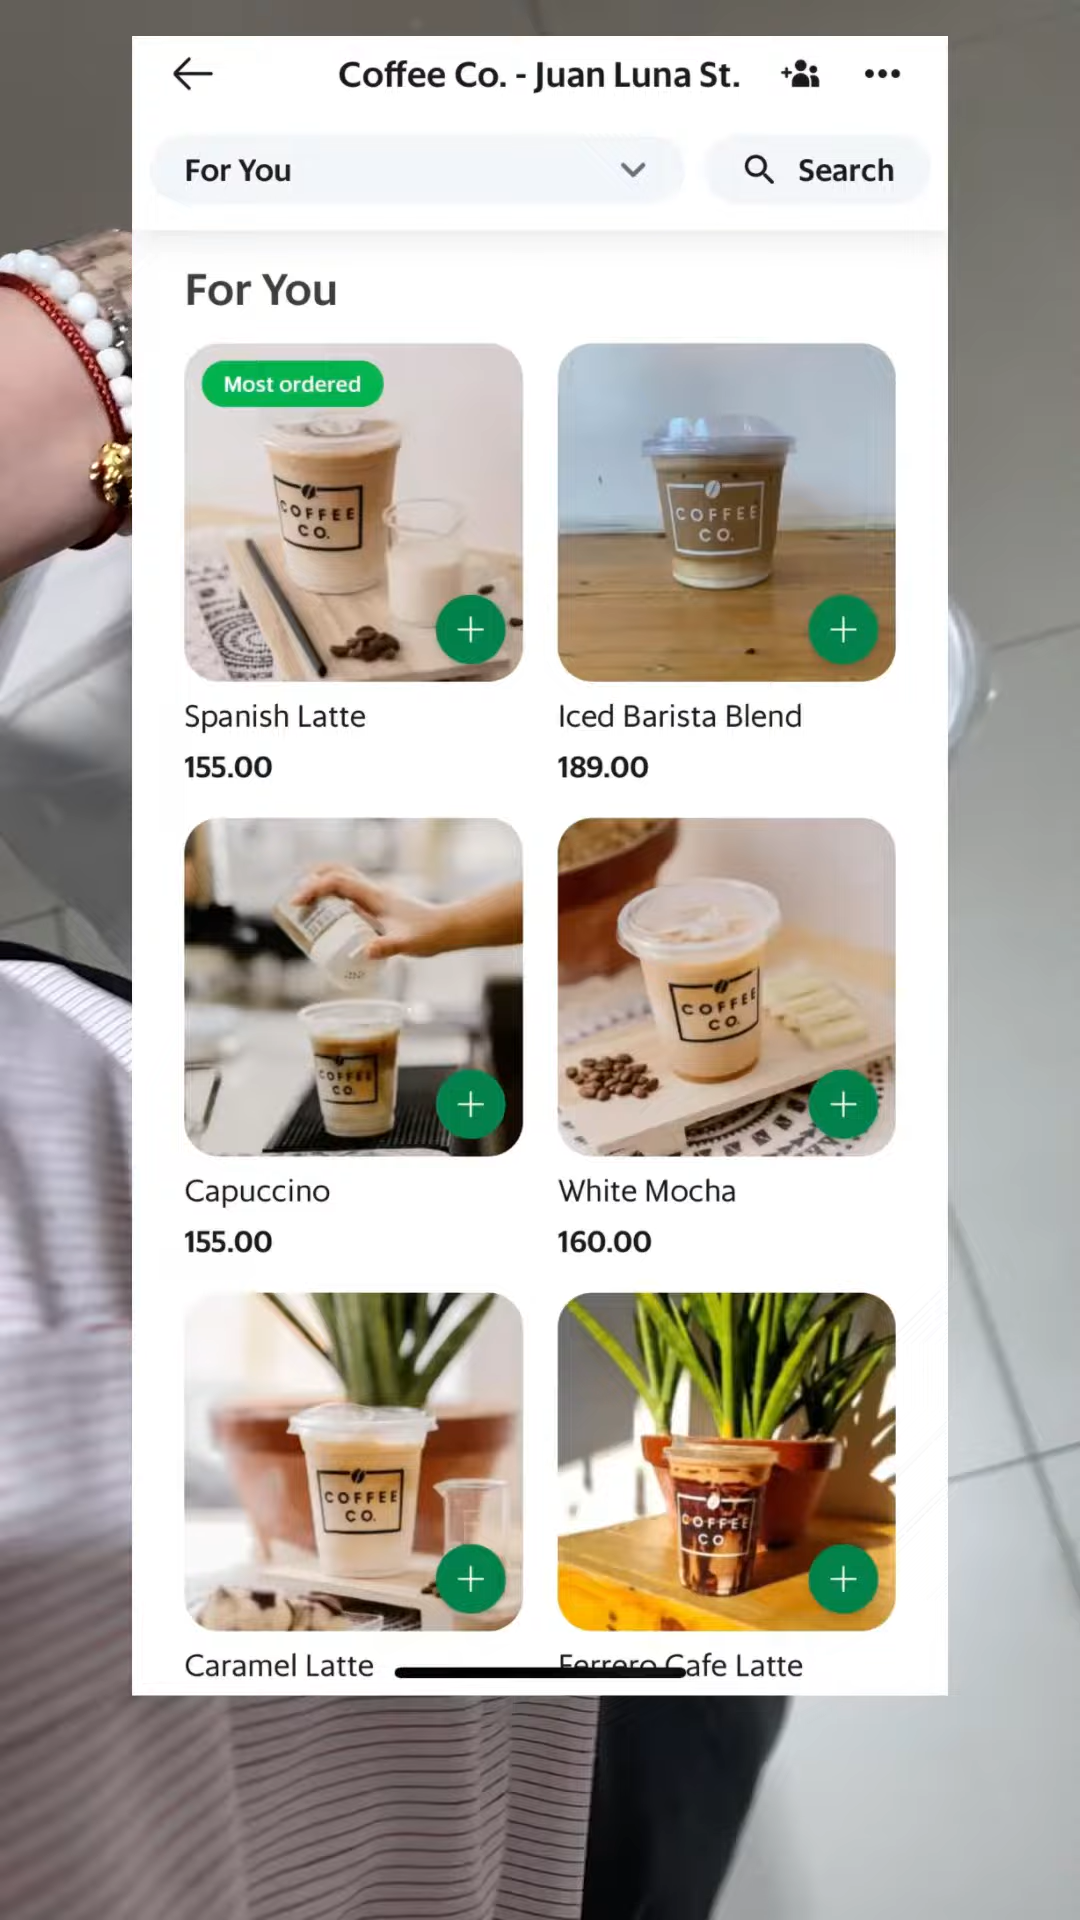 Coffee Co. - Juan Luna St.
For You
Search
For You
Most ordered
COFFEE
CO.
COFFEE
CO.
Spanish Latte
Iced Barista Blend
155.00
189.00
COFFEE
CO.
COFFEE
CO.
Capuccino
White Mocha
155.00
160.00
COFFEE
CO.
COFFEE
CO
Caramel Latte
Ferrero Cafe Latte